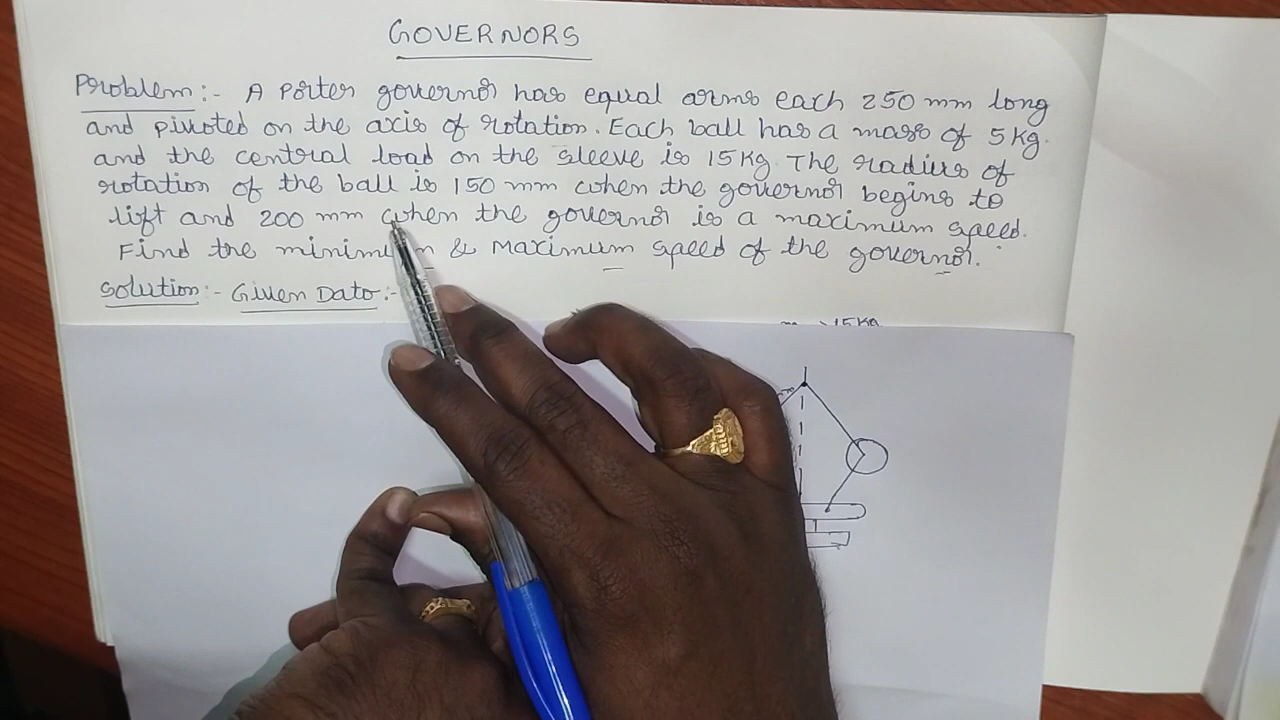 GOVERNORS
Problem:- A Porter governor has equal arms each 250 mm long
and pivoted on the axis of rotation. Each ball has a mass of 5 kg.
and the central load on the sleeve is 15 Kg. The radius of
rotation of the ball is 150 mm when the governor begins to
lift and 200 mm when the governor is a maximum speed.
Find the & Maximum speed of the governor.
Solution:- Given Data:-
15 Kg